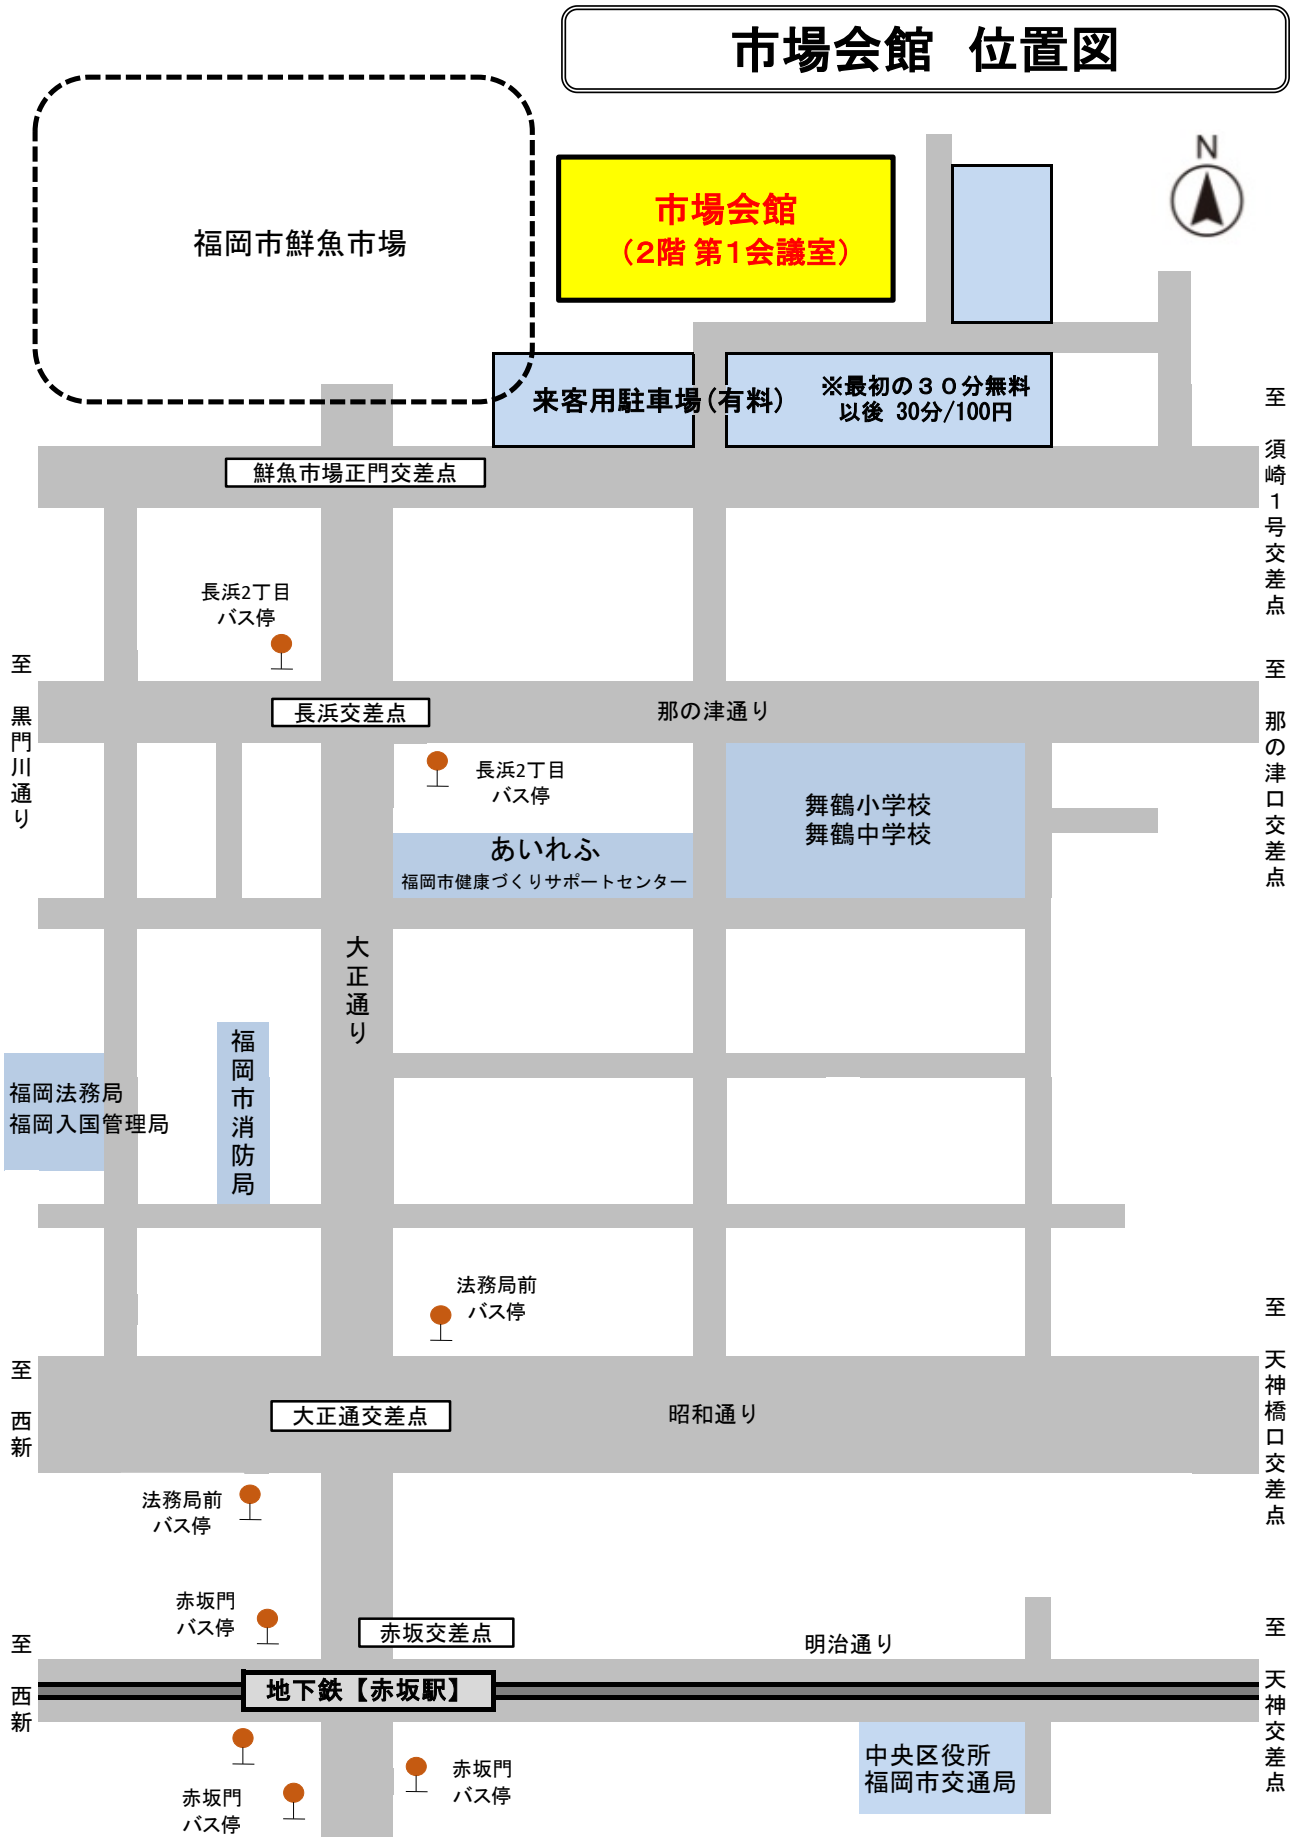 市場会館　位置図
N
福岡市鮮魚市場
市場会館
（2階 第１会議室）
来客用駐車場（有料）
※最初の３０分無料
以後 30分/100円
至　須崎１号交差点
鮮魚市場正門交差点
長浜2丁目
バス停
至　黒門川通り
至　那の津口交差点
長浜交差点
那の津通り
長浜2丁目
バス停
舞鶴小学校
舞鶴中学校
あいれふ
福岡市健康づくりサポートセンター
大正通り
福岡市消防局
福岡法務局
福岡入国管理局
法務局前
バス停
至　天神橋口交差点
至　西新
大正通交差点
昭和通り
法務局前
バス停
赤坂門
バス停
赤坂交差点
明治通り
至　西新
至　天神交差点
地下鉄【赤坂駅】
中央区役所
福岡市交通局
赤坂門
バス停
赤坂門
バス停